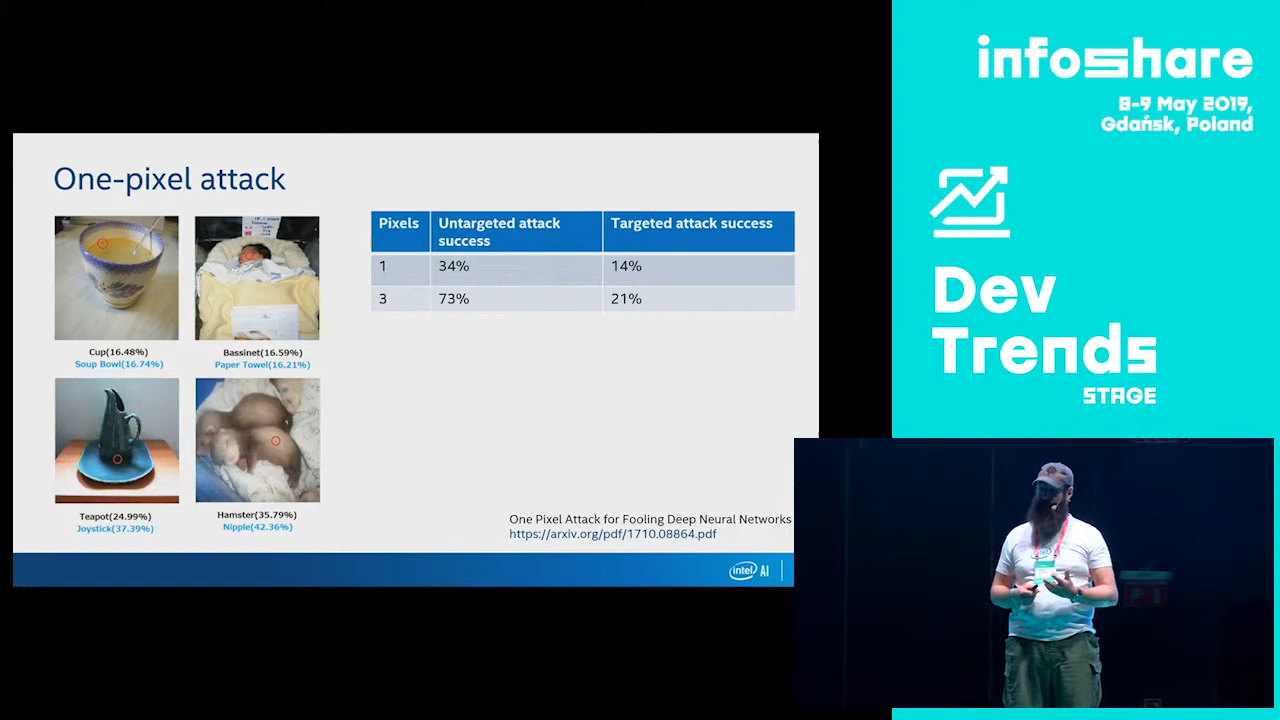 One-pixel attack
Cup(16.48%)
Soup Bowl(16.74%)
Bassinet(16.59%)
Paper Towel(16.21%)
Teapot(24.99%)
Joystick(37.39%)
Hamster(35.79%)
Nipple(42.36%)
Pixels
Untargeted attack
success
Targeted attack success
1
34%
14%
3
73%
21%
One Pixel Attack for Fooling Deep Neural Networks
https://arxiv.org/pdf/1710.08864.pdf
intel AI
infoshare
8-9 May 2019,
Gdańsk, Poland
Dev
Trends
STAGE
intel